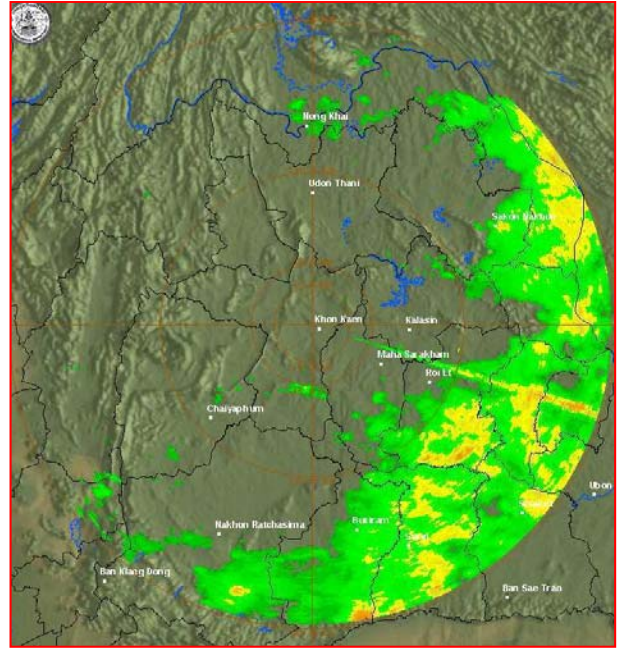 Nong Khai
Udon Thani
Sakon Nakhon
Khon Kaen
Kalasin
Maha Sarakham
Roi Et
Chaiyaphum
Buriram
Nakhon Ratchasima
Ubon
Ban Klang Dong
Ban Sae Tran